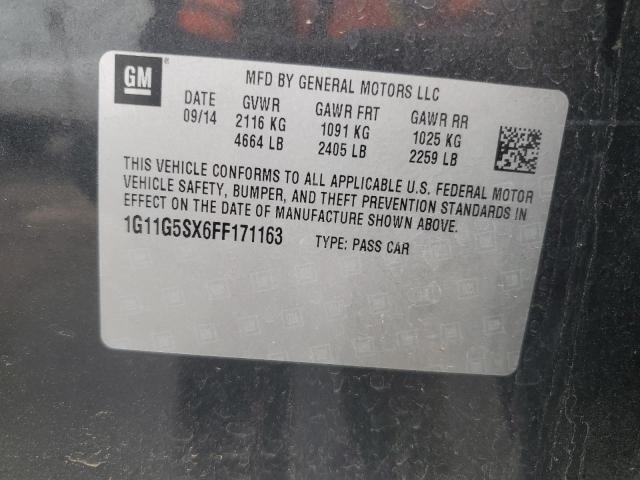 GM®
MFD BY GENERAL MOTORS LLC
DATE GVWR GAWR FRT GAWR RR
09/14 2116 KG 1091 KG 1025 KG
4664 LB 2405 LB 2259 LB
THIS VEHICLE CONFORMS TO ALL APPLICABLE U.S. FEDERAL MOTOR
VEHICLE SAFETY, BUMPER, AND THEFT PREVENTION STANDARDS IN
EFFECT ON THE DATE OF MANUFACTURE SHOWN ABOVE.
1G11G5SX6FF171163 TYPE: PASS CAR